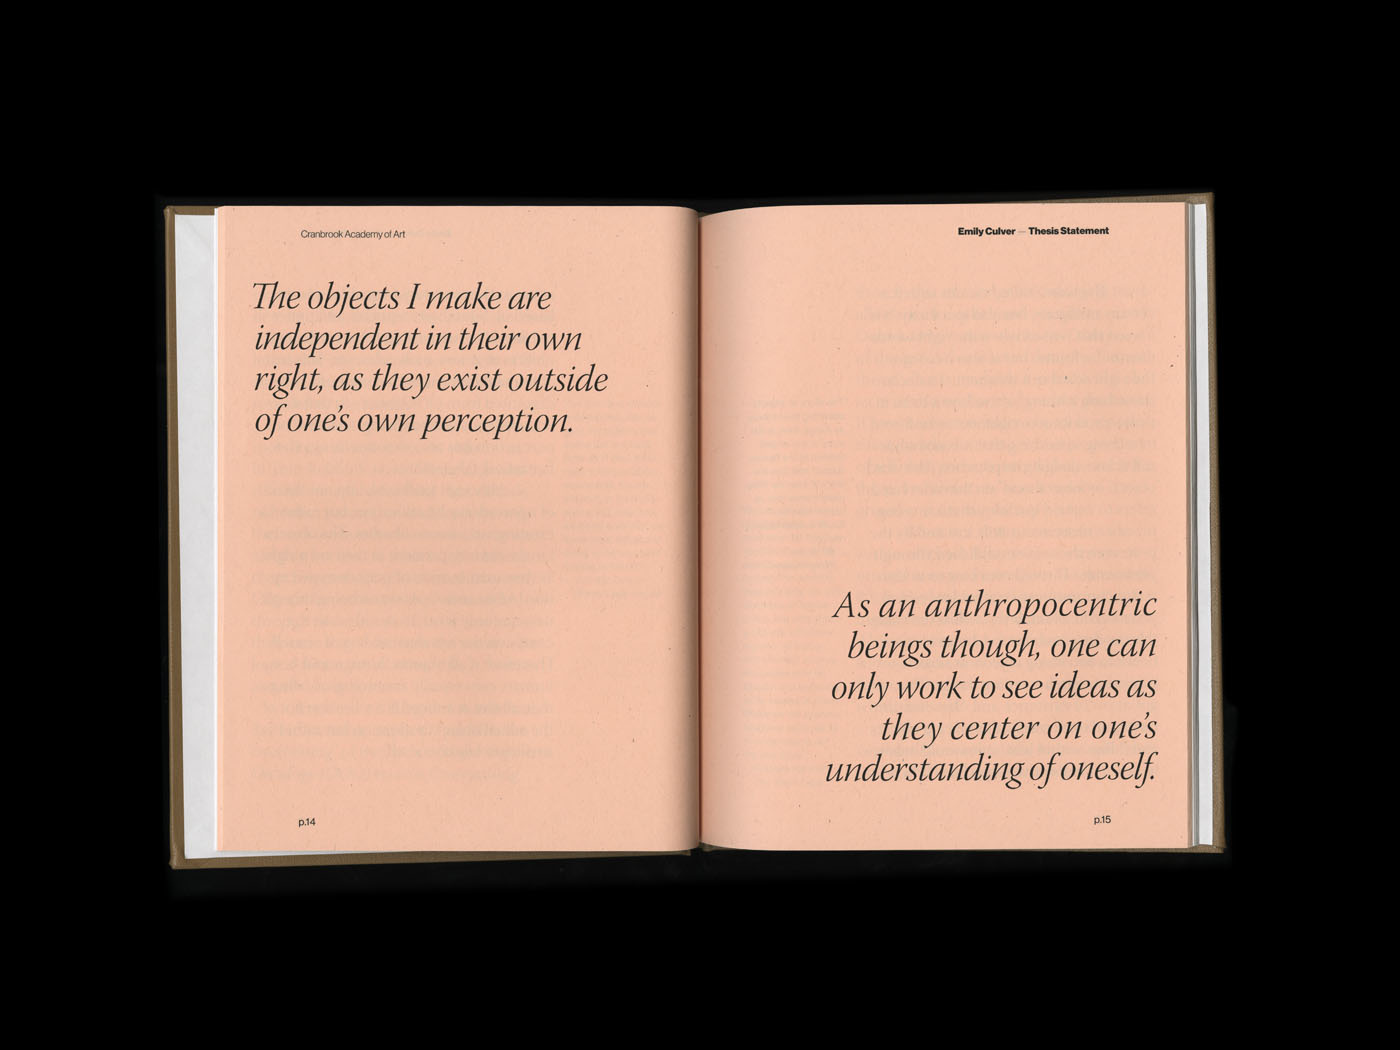 Cranbrook Academy of Art
The objects I make are
independent in their own
right, as they exist outside
of one's own perception.
p.14
Emily Culver — Thesis Statement
As an anthropocentric
beings though, one can
only work to see ideas as
they center on one's
understanding of oneself.
p.15